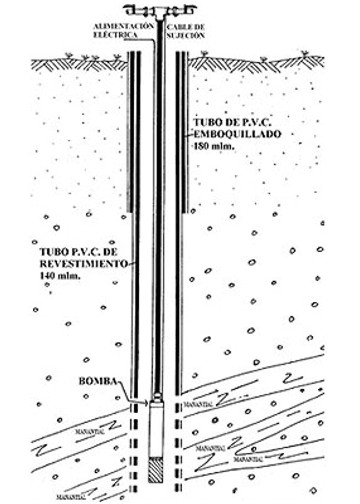 ALIMENTACIÓN
ELÉCTRICA
CABLE DE
SUJECIÓN
TUBO DE P.V.C.
EMBOQUILLADO
180 mlm.
TUBO P.V.C. DE
REVESTIMIENTO
140 mlm.
BOMBA
MANANTIAL
MANANTIAL
MANANTIAL
MANANTIAL
MANANTIAL
MANANTIAL